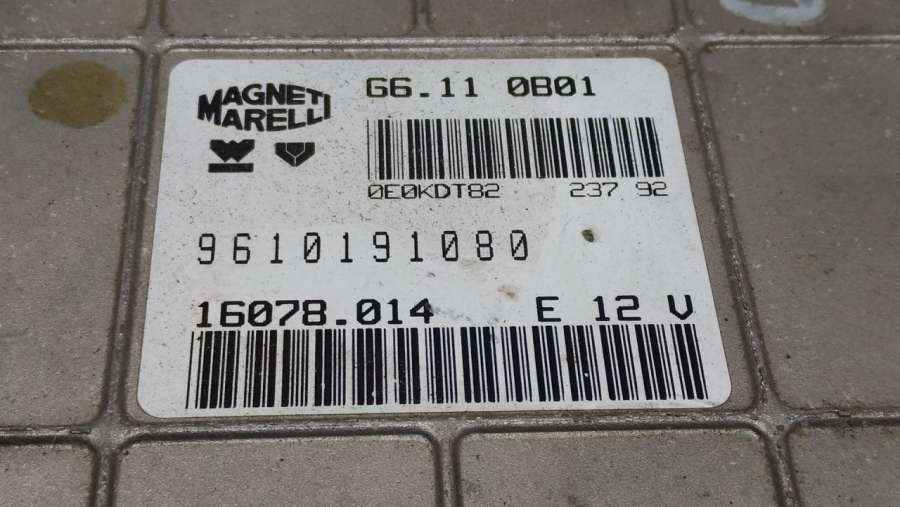 MAGNETI
MARELLI
G6.11 0B01
0E0KDT82 237 92
9610191080
16078.014 E 12 V